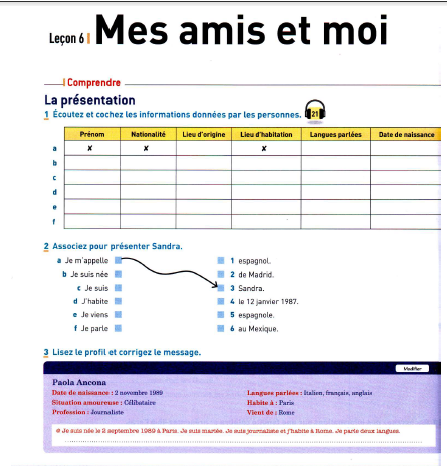 Leçon 6 | Mes amis et moi
Comprendre
La présentation
1 Écoutez et cochez les informations données par les personnes. 21
Prénom Nationalité Lieu d'origine Lieu d'habitation Langues parlées Date de naissance
a x x x
b
c
d
e
f
2 Associez pour présenter Sandra.
a Je m'appelle 1 espagnol.
b Je suis née 2 de Madrid.
c Je suis 3 Sandra.
d J'habite 4 le 12 janvier 1987.
e Je viens 5 espagnole.
f Je parle 6 au Mexique.
3 Lisez le profil et corrigez le message.
Modifier
Paola Ancona
Date de naissance : 2 novembre 1989 Langues parlées : Italien, français, anglais
Situation amoureuse : Célibataire Habite à : Paris
Profession : Journaliste Vient de : Rome
Je suis née le 2 septembre 1989 à Paris. Je suis mariée. Je suis journaliste et j'habite à Rome. Je parle deux langues.